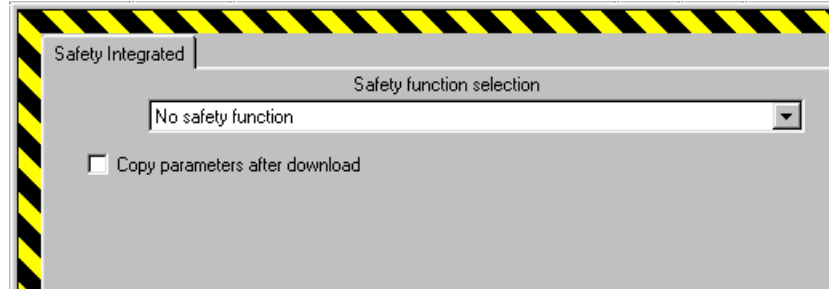 Safety Integrated
Safety function selection
No safety function
Copy parameters after download